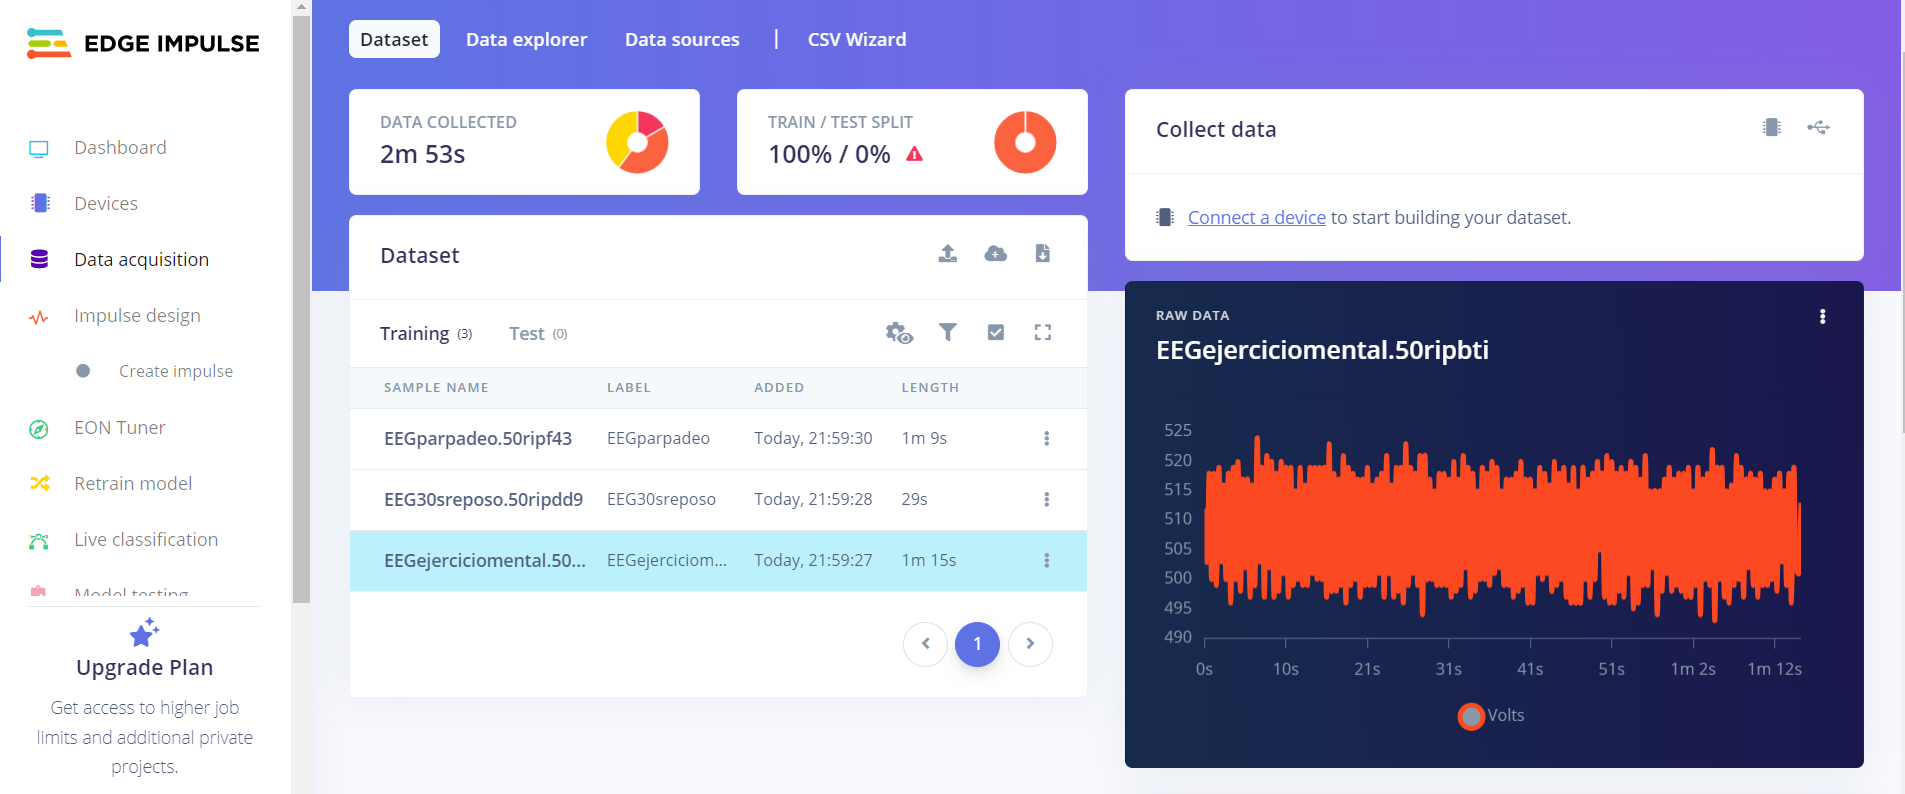 EDGE IMPULSE
Dashboard
Devices
Data acquisition
Impulse design
Create impulse
EON Tuner
Retrain model
Live classification
Model testing
Upgrade Plan
Get access to higher job
limits and additional private
projects.
Dataset Data explorer Data sources | CSV Wizard
DATA COLLECTED
2m 53s
TRAIN / TEST SPLIT
100% / 0%
Dataset
Training (3) Test (0)
SAMPLE NAME LABEL ADDED LENGTH
EEGparpadeo.50ripf43 EEGparpadeo Today, 21:59:30 1m 9s
EEG30sreposo.50ripdd9 EEG30sreposo Today, 21:59:28 29s
EEGejerciciomental.50... EEGejerciciom... Today, 21:59:27 1m 15s
1
Collect data
Connect a device to start building your dataset.
RAW DATA
EEGejerciciomental.50ripbti
525
520
515
510
505
500
495
490
0s 10s 21s 31s 41s 51s 1m 2s 1m 12s
Volts